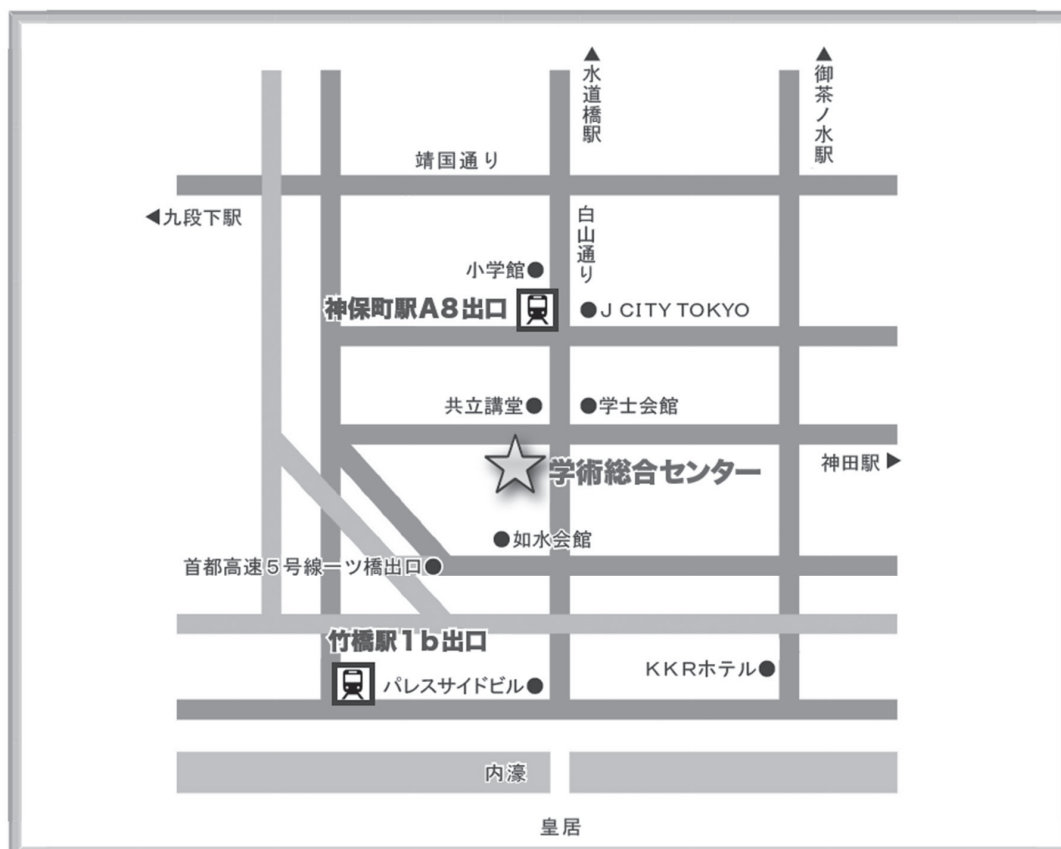 ▲水道橋駅
▲御茶ノ水駅
靖国通り
◀九段下駅
白山通り
小学館●
神保町駅A8出口
●J CITY TOKYO
共立講堂●
●学士会館
神田駅▶
学術総合センター
●如水会館
首都高速5号線一ツ橋出口●
竹橋駅1b出口
パレスサイドビル●
KKRホテル●
内濠
皇居